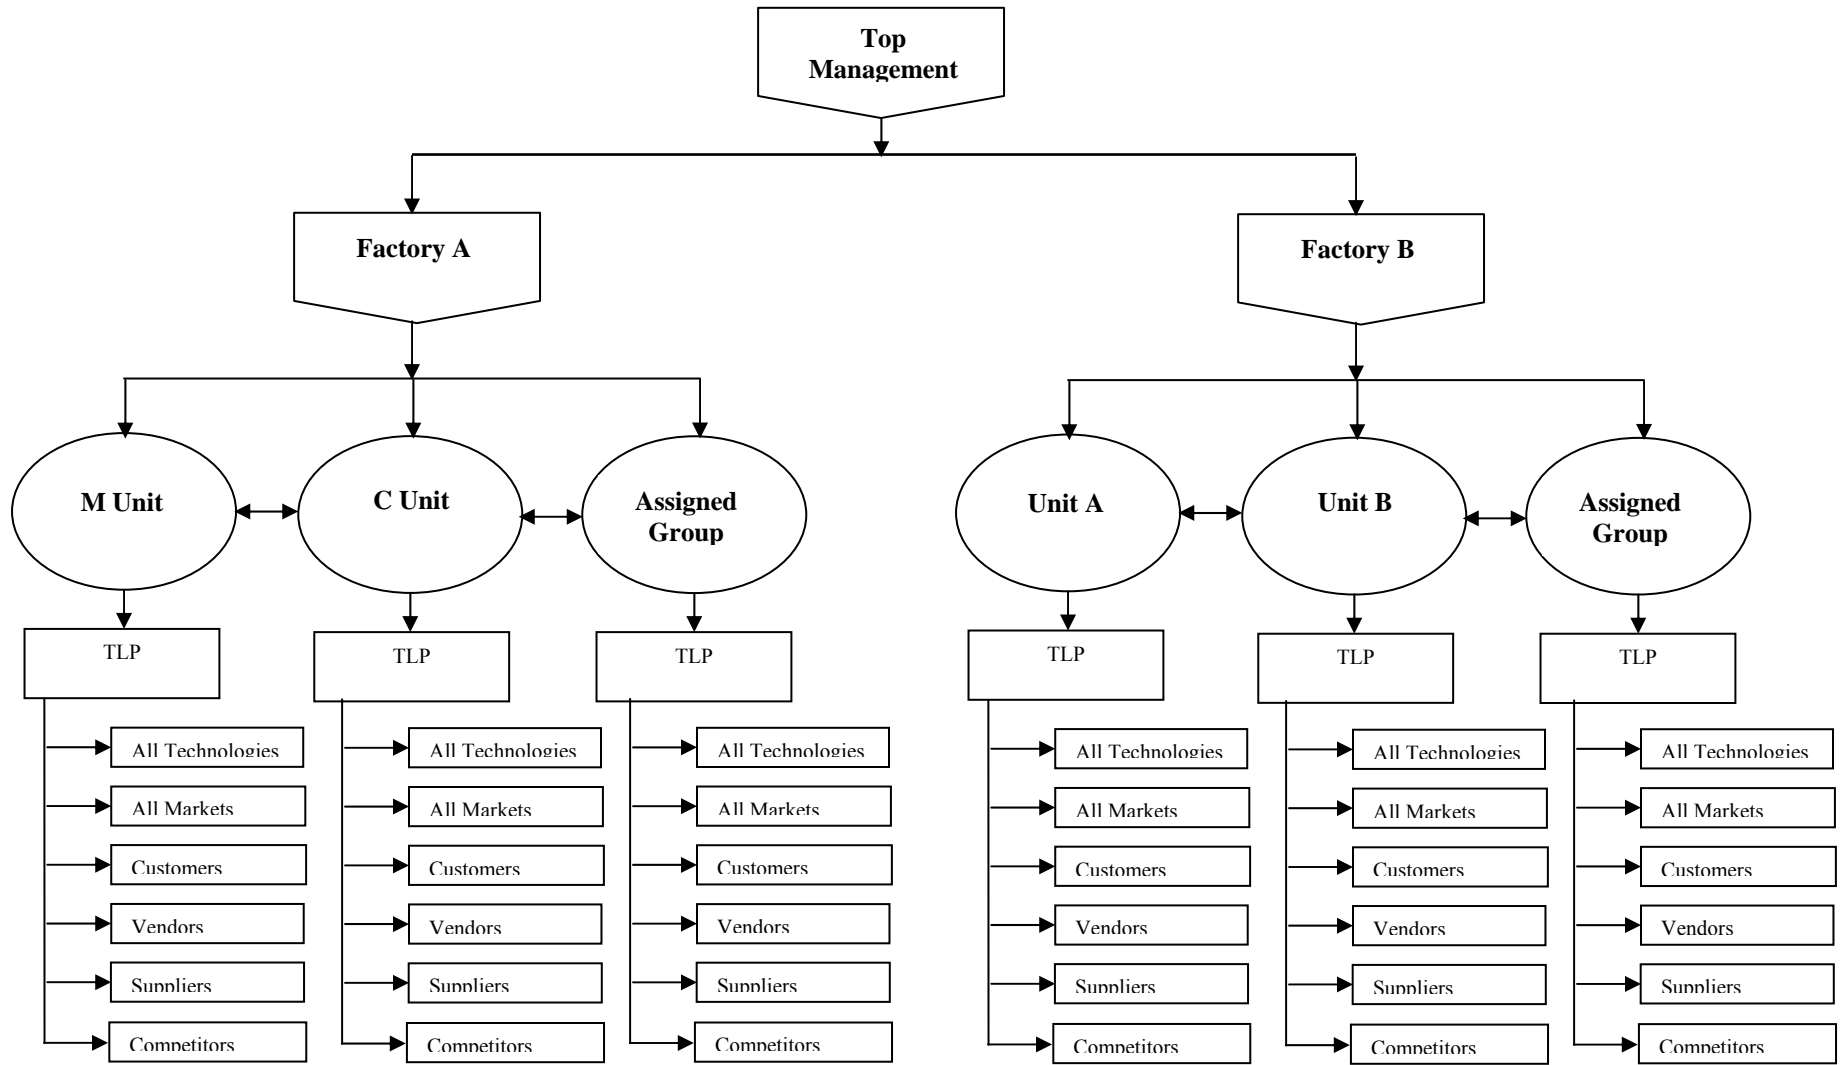 Top
Management
Factory A
Factory B
M Unit
C Unit
Assigned
Group
Unit A
Unit B
Assigned
Group
TLP
TLP
TLP
TLP
TLP
TLP
All Technologies
All Technologies
All Technologies
All Technologies
All Technologies
All Technologies
All Markets
All Markets
All Markets
All Markets
All Markets
All Markets
Customers
Customers
Customers
Customers
Customers
Customers
Vendors
Vendors
Vendors
Vendors
Vendors
Vendors
Suppliers
Suppliers
Suppliers
Suppliers
Suppliers
Suppliers
Competitors
Competitors
Competitors
Competitors
Competitors
Competitors